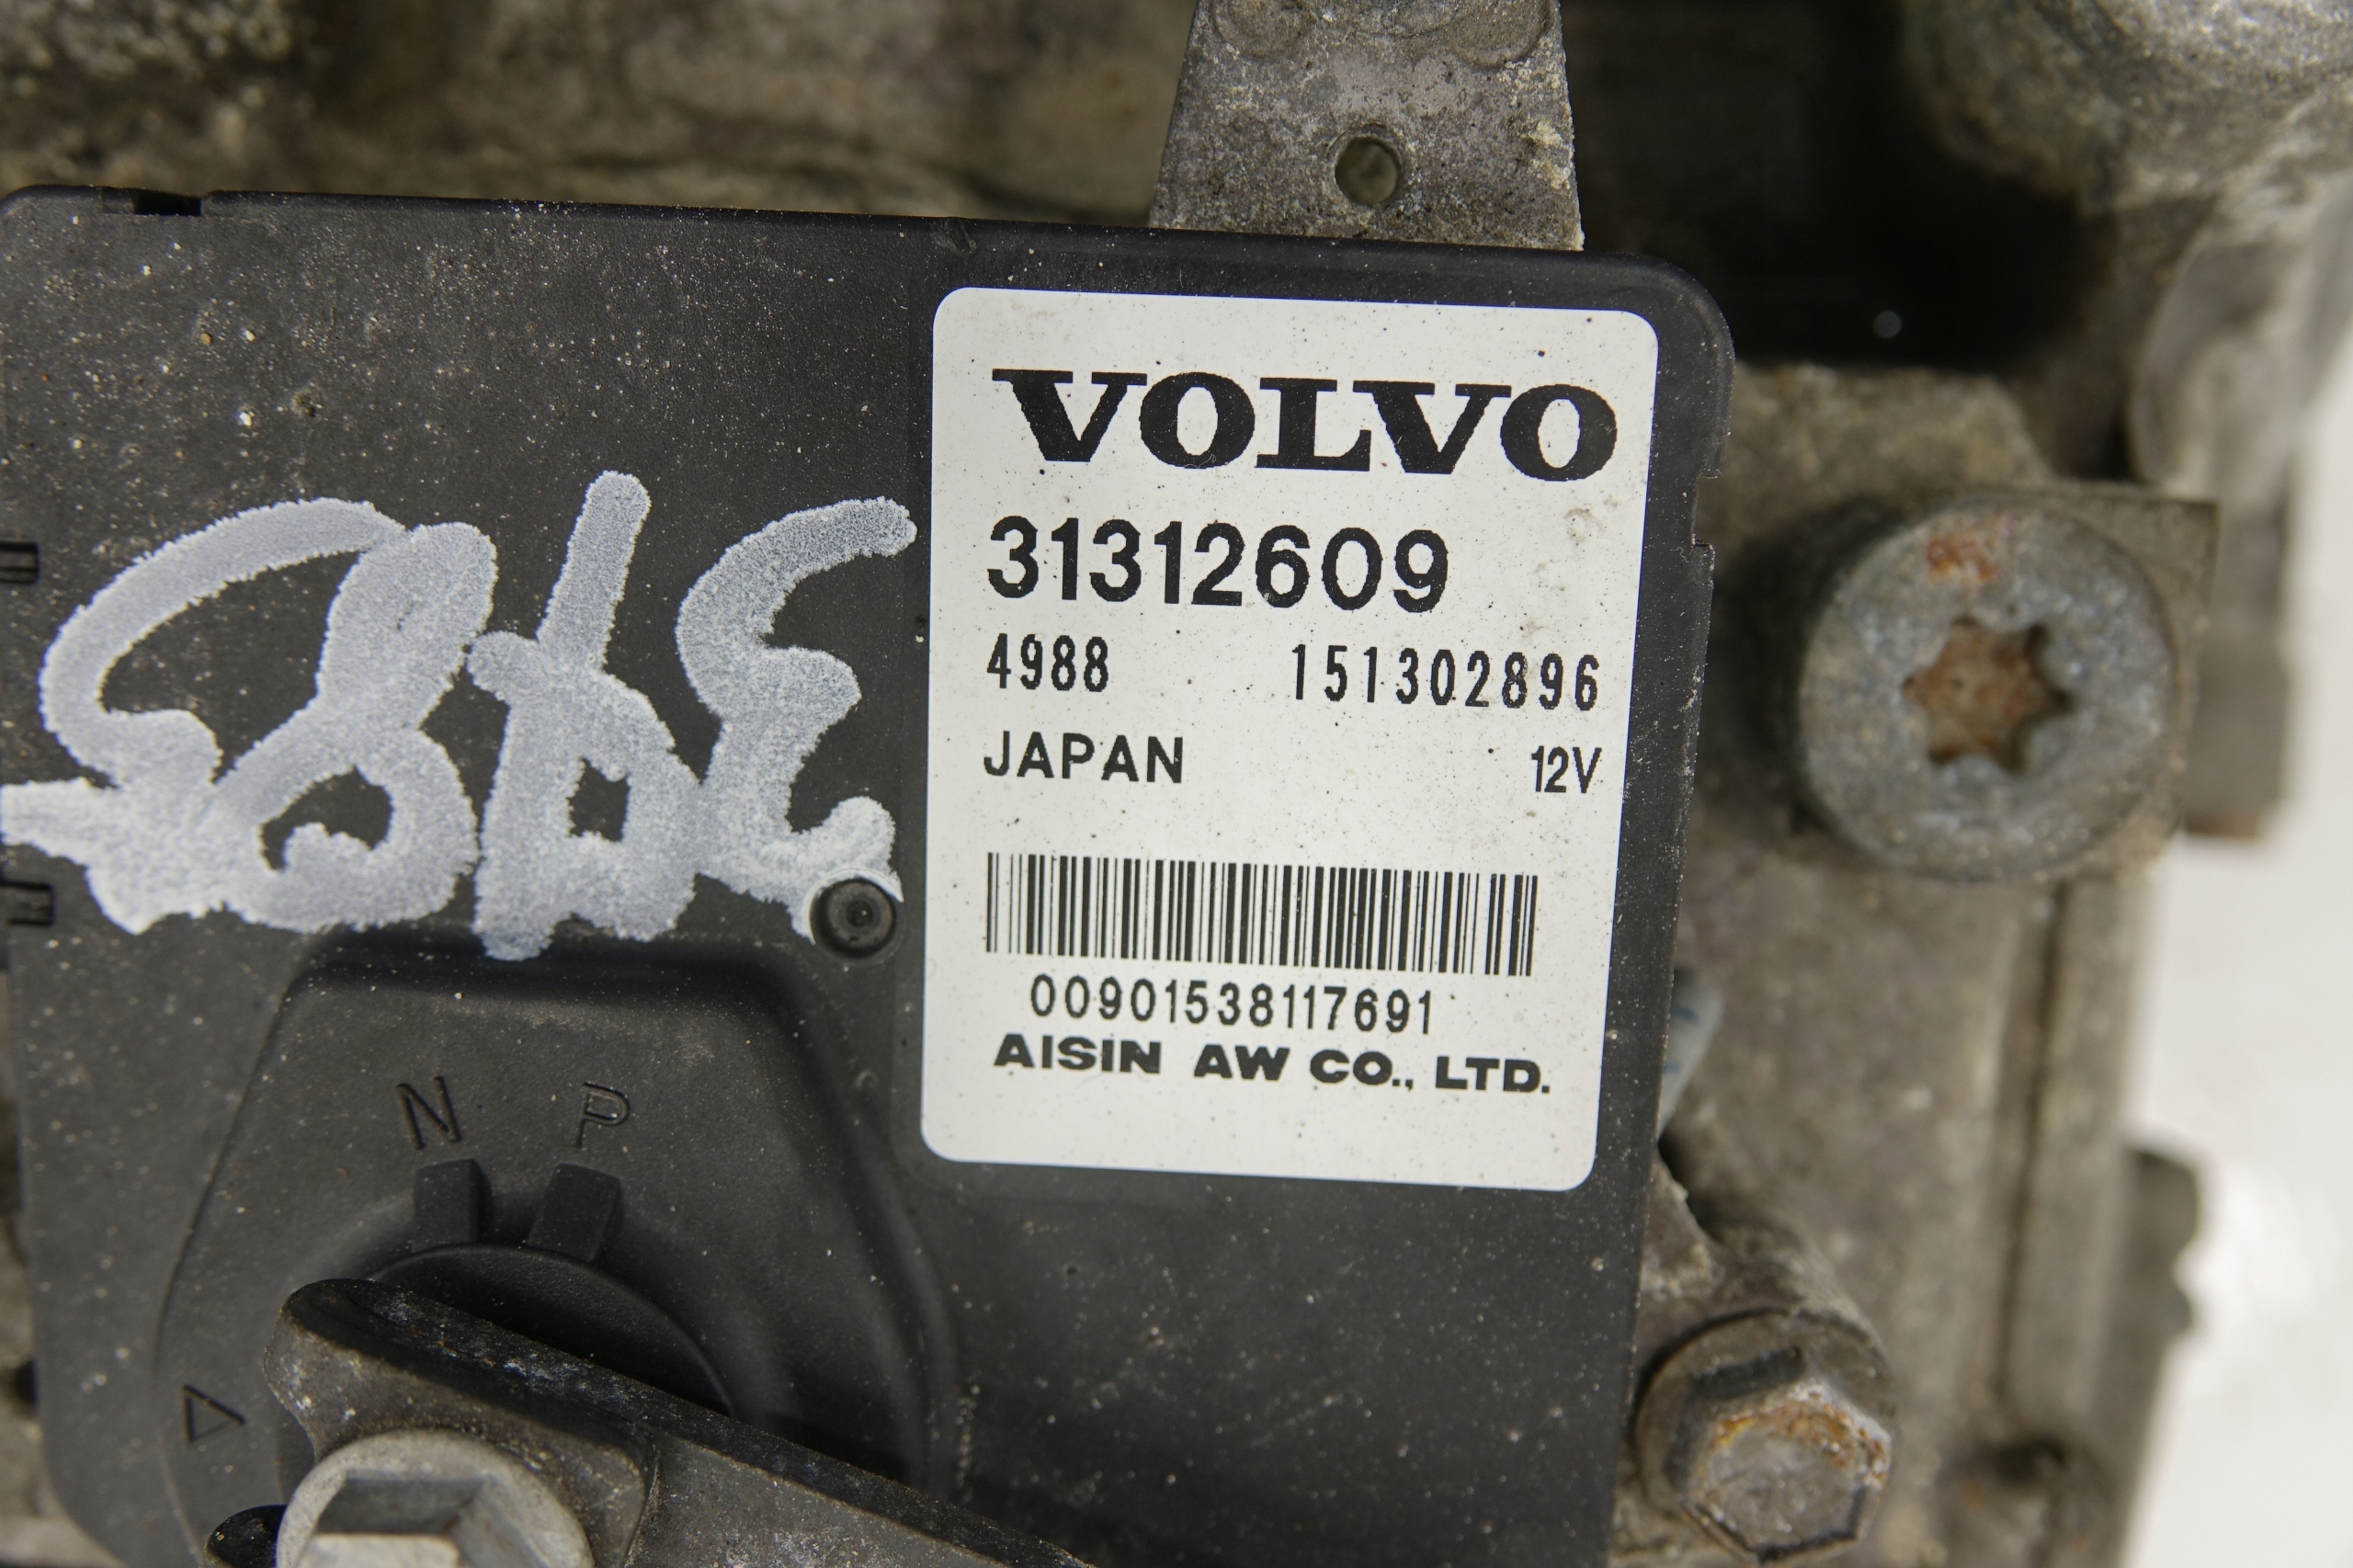 VOLVO
31312609
4988 151302896
JAPAN 12V
00901538117691
AISIN AW CO., LTD.
N P